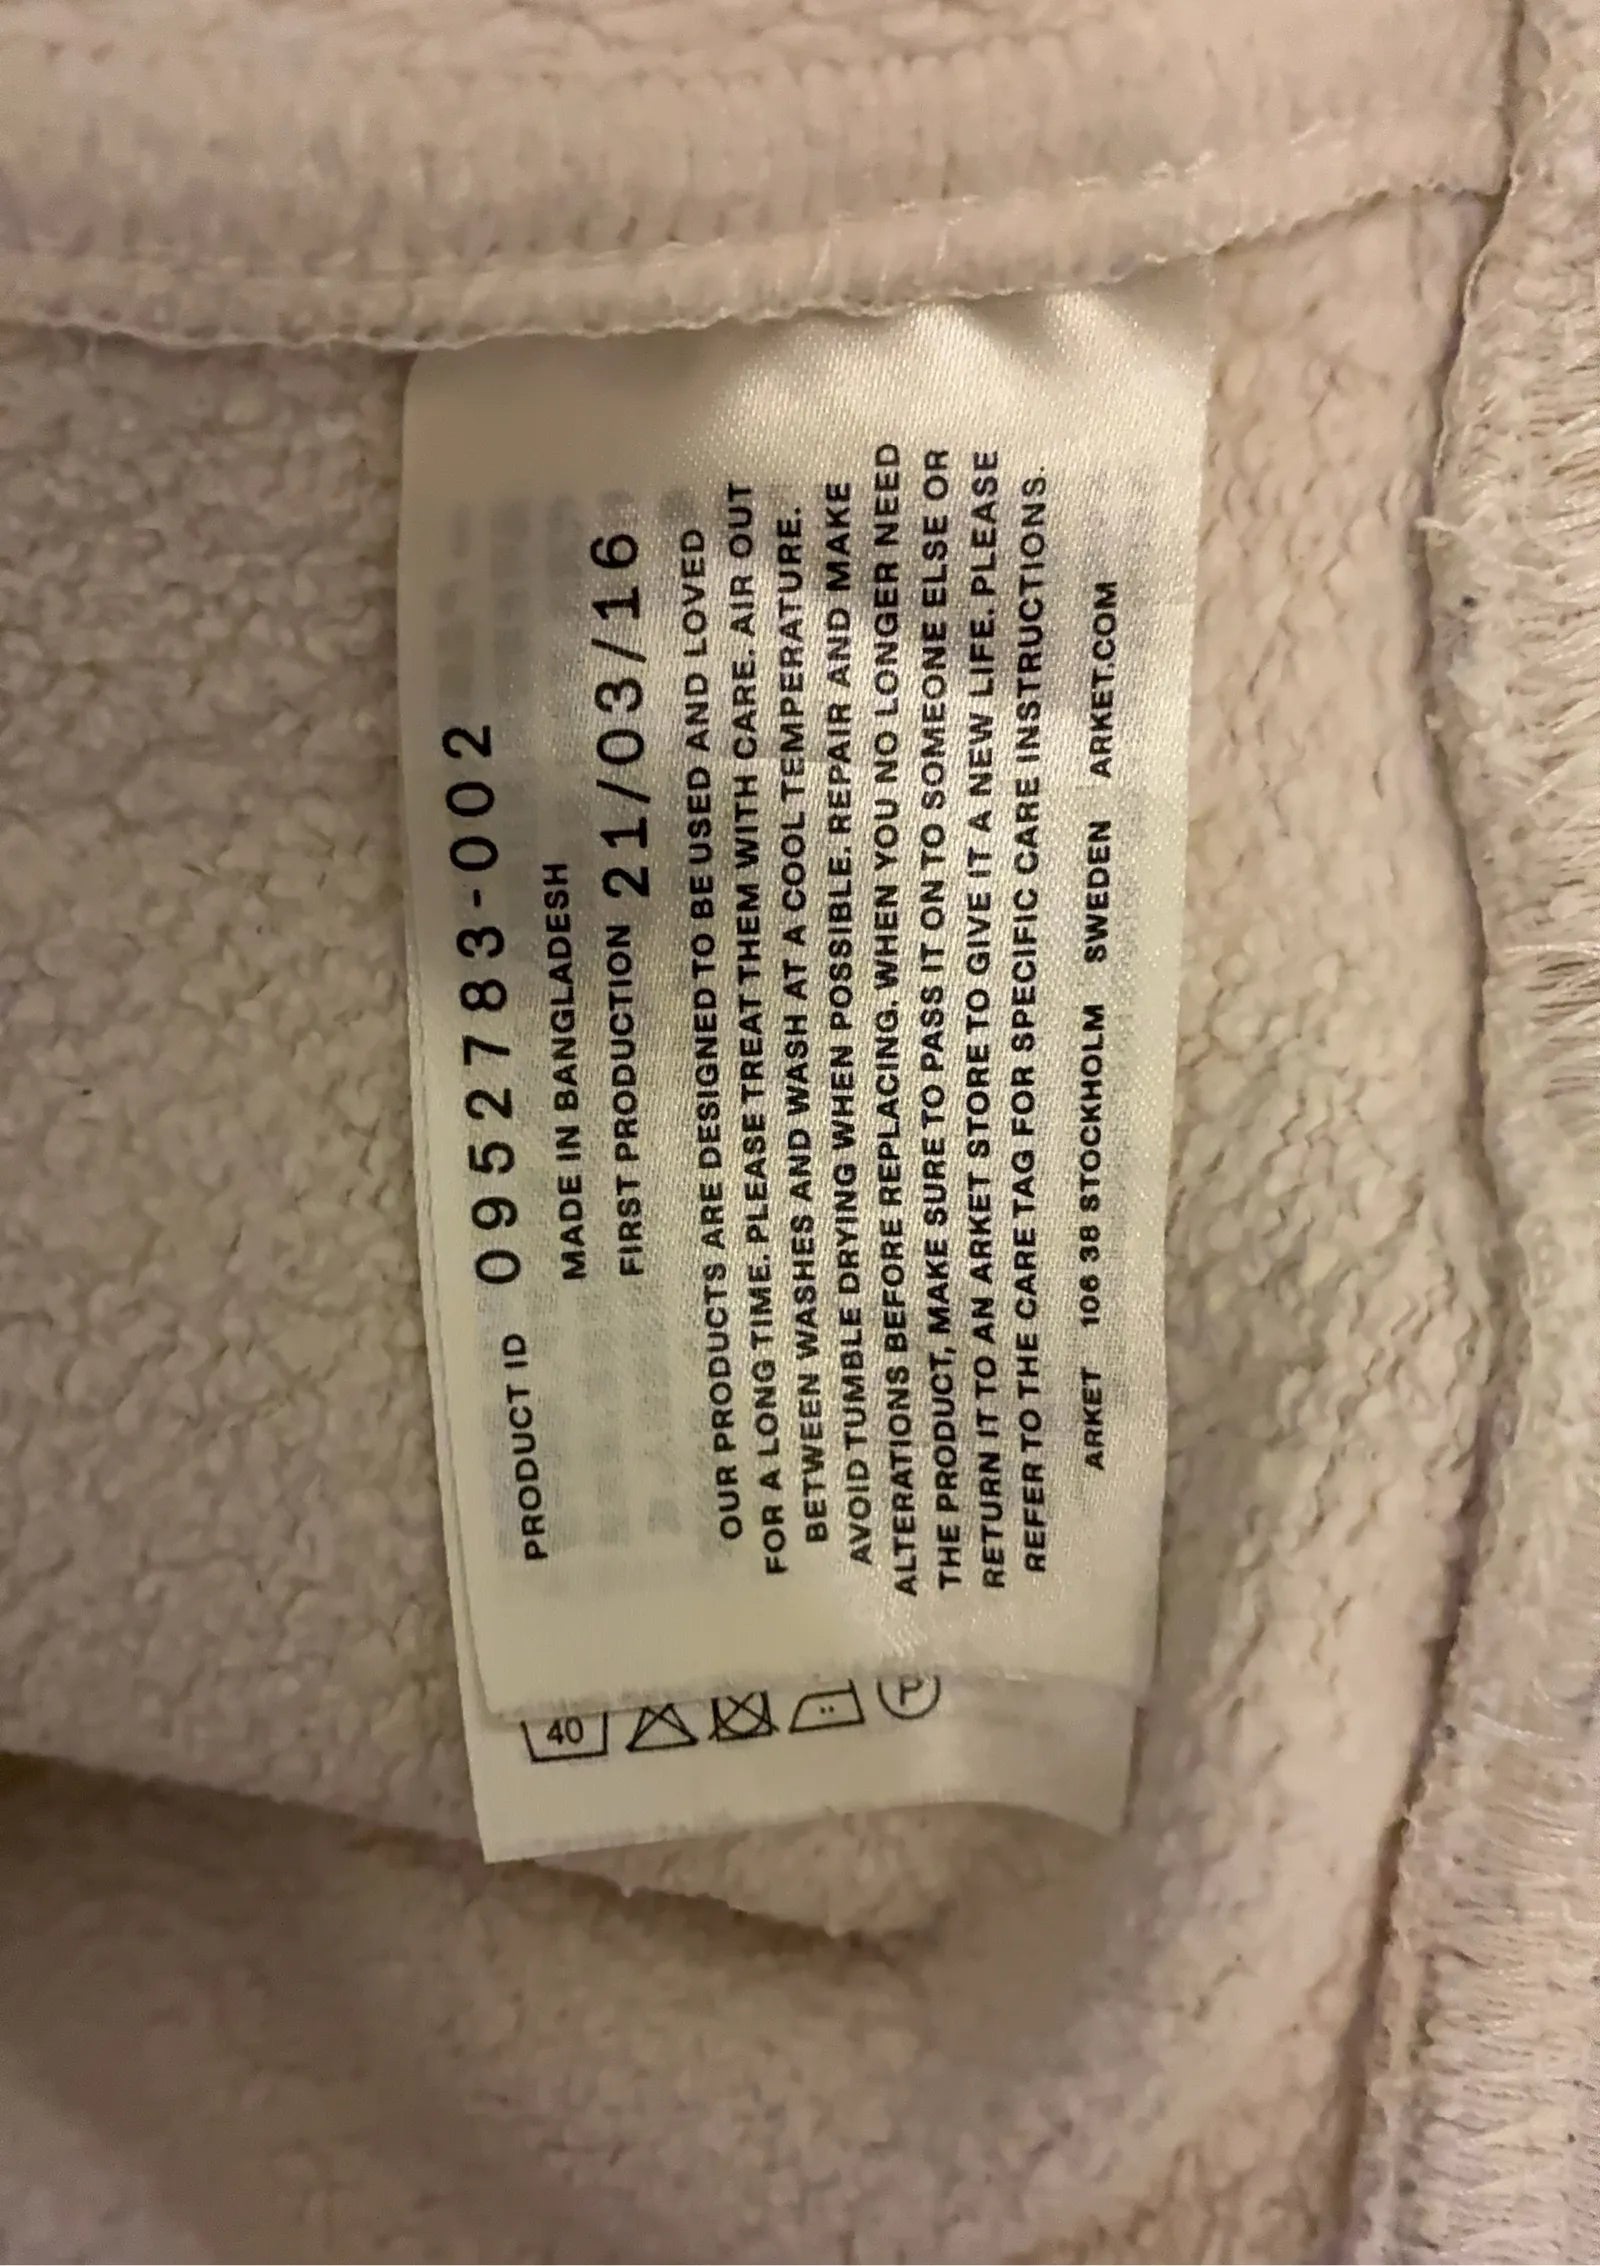 PRODUCT ID 0952783-002
MADE IN BANGLADESH
FIRST PRODUCTION 21/03/16
OUR PRODUCTS ARE DESIGNED TO BE USED AND LOVED
FOR A LONG TIME. PLEASE TREAT THEM WITH CARE. AIR OUT
BETWEEN WASHES AND WASH AT A COOL TEMPERATURE.
AVOID TUMBLE DRYING WHEN POSSIBLE. REPAIR AND MAKE
ALTERATIONS BEFORE REPLACING. WHEN YOU NO LONGER NEED
THE PRODUCT, MAKE SURE TO PASS IT ON TO SOMEONE ELSE OR
RETURN IT TO AN ARKET STORE TO GIVE IT A NEW LIFE. PLEASE
REFER TO THE CARE TAG FOR SPECIFIC CARE INSTRUCTIONS.
ARKET 106 38 STOCKHOLM SWEDEN ARKET.COM
40
P